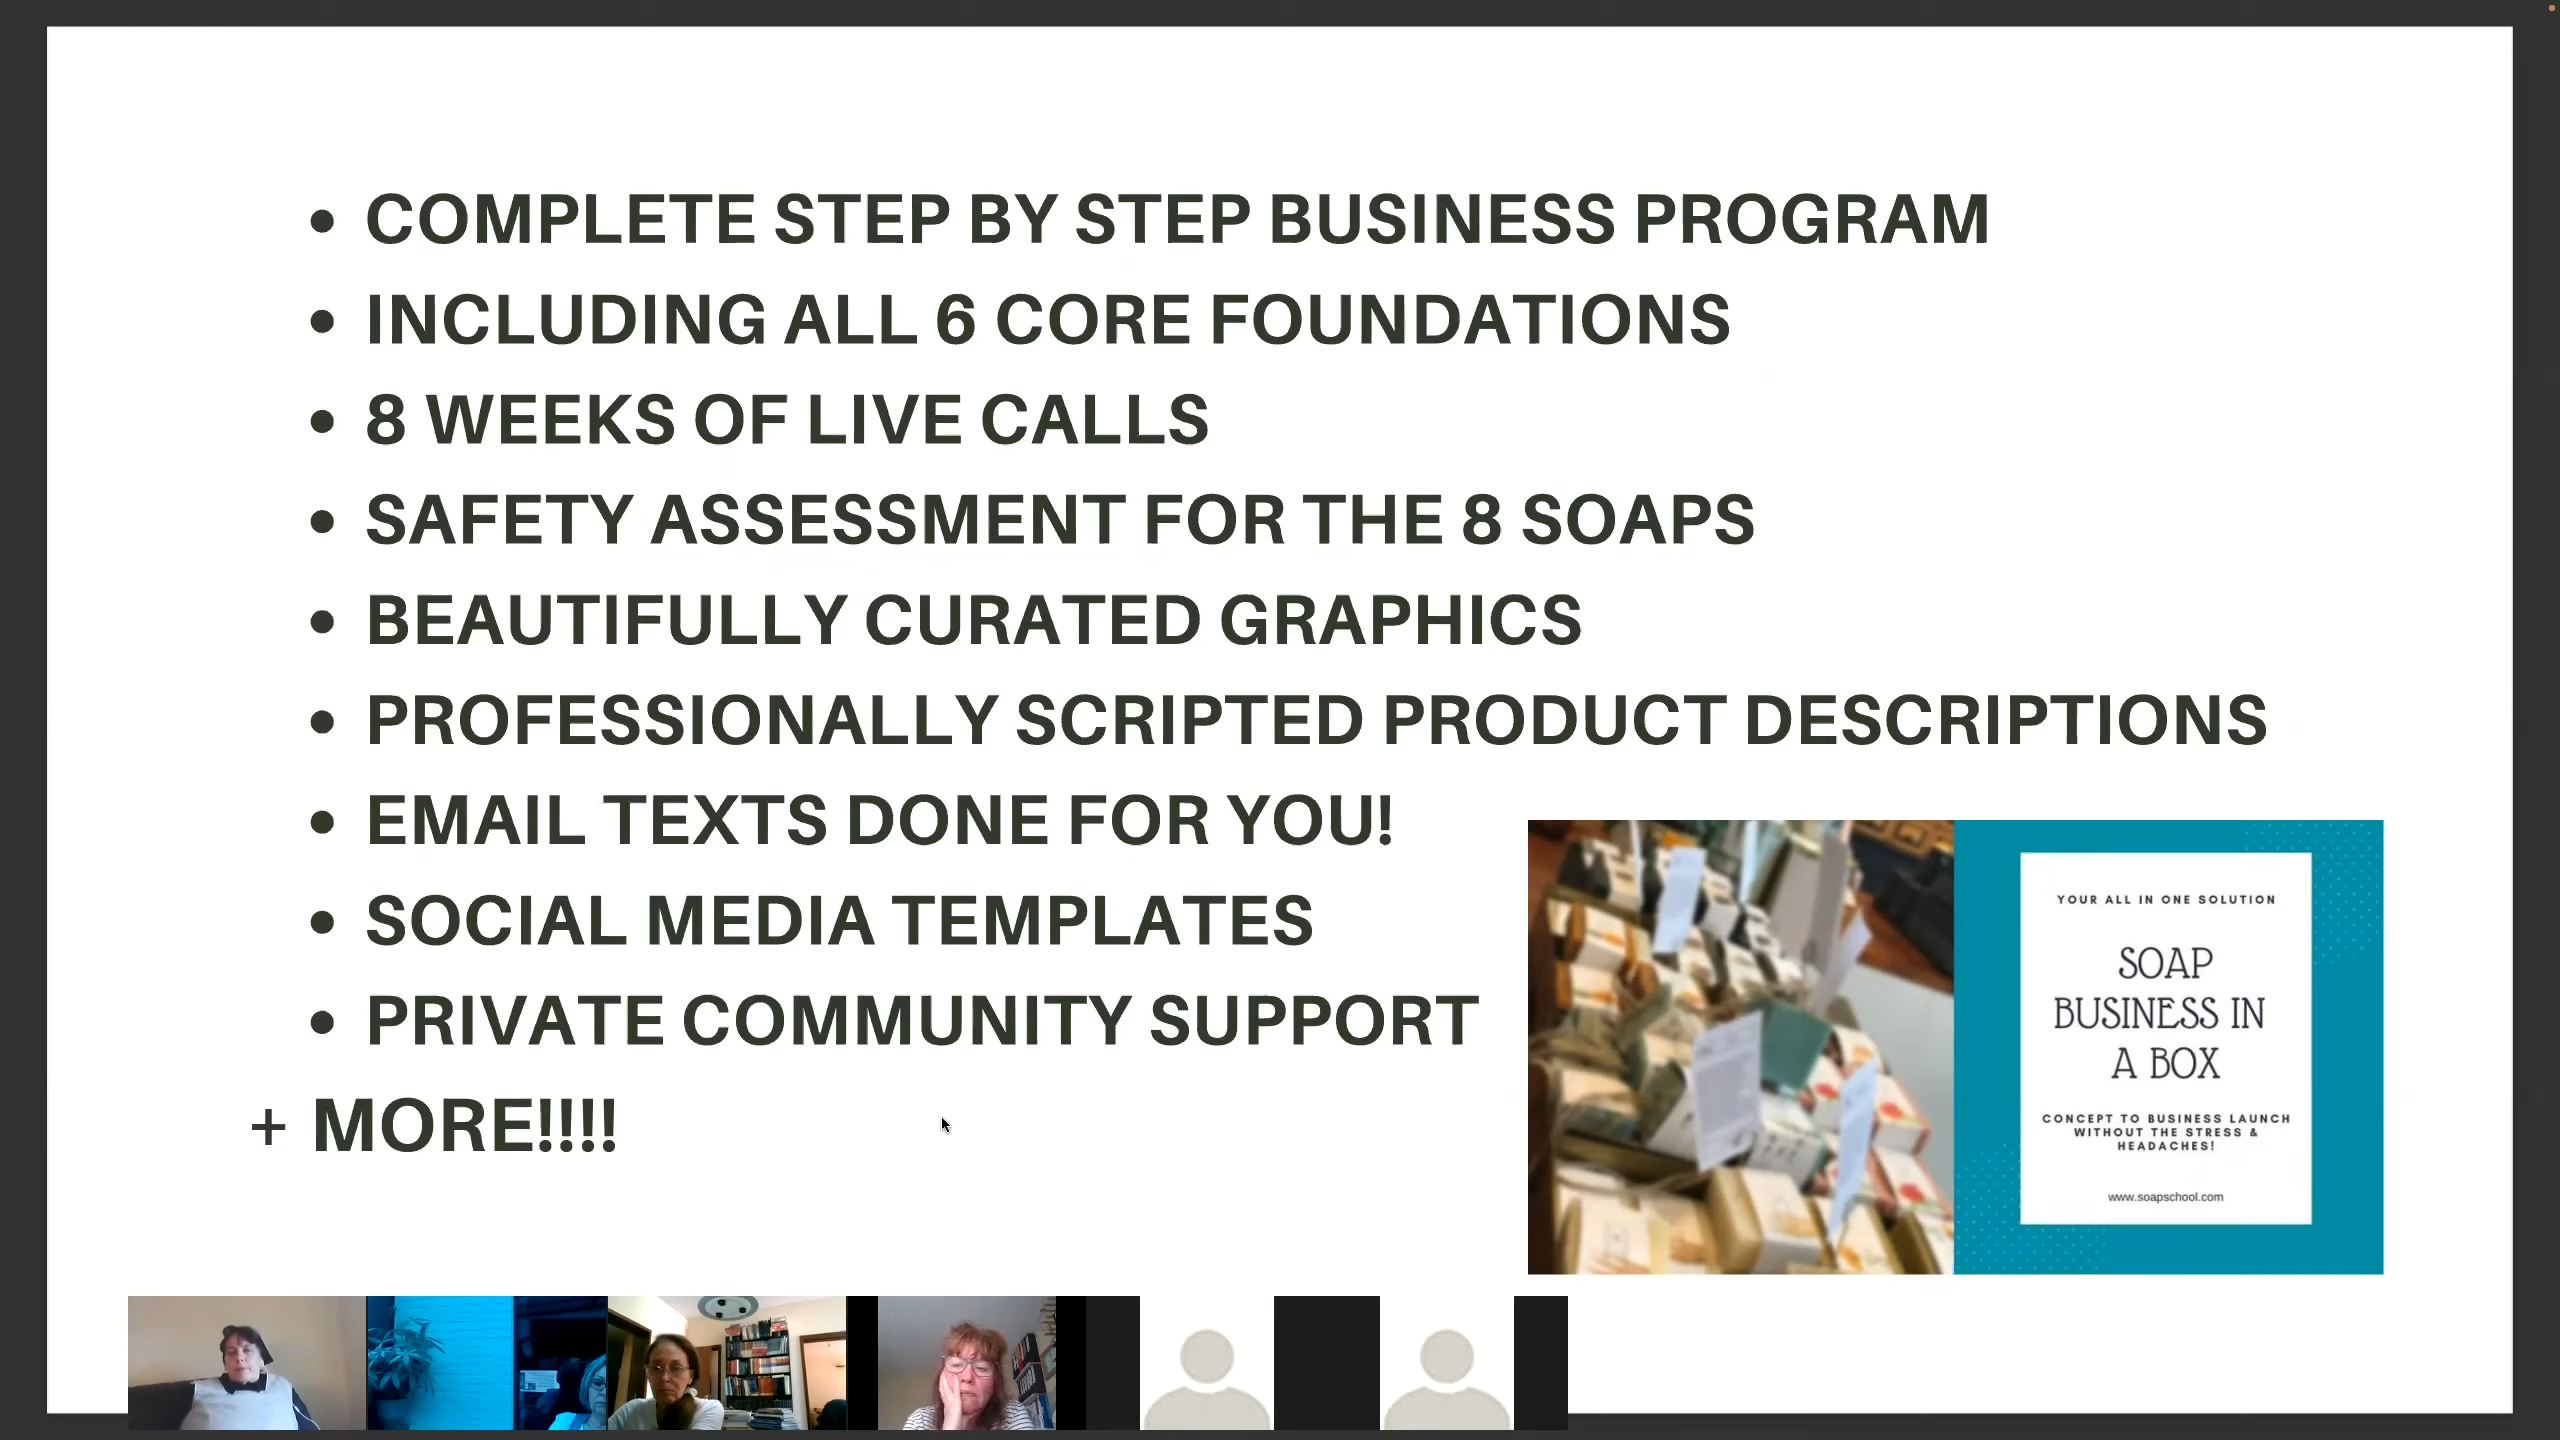 • COMPLETE STEP BY STEP BUSINESS PROGRAM
• INCLUDING ALL 6 CORE FOUNDATIONS
• 8 WEEKS OF LIVE CALLS
• SAFETY ASSESSMENT FOR THE 8 SOAPS
• BEAUTIFULLY CURATED GRAPHICS
• PROFESSIONALLY SCRIPTED PRODUCT DESCRIPTIONS
• EMAIL TEXTS DONE FOR YOU!
• SOCIAL MEDIA TEMPLATES
• PRIVATE COMMUNITY SUPPORT
+ MORE!!!!
YOUR ALL IN ONE SOLUTION
SOAP
BUSINESS IN
A BOX
CONCEPT TO BUSINESS LAUNCH
WITHOUT THE STRESS &
HEADACHES!
www.soapschool.com